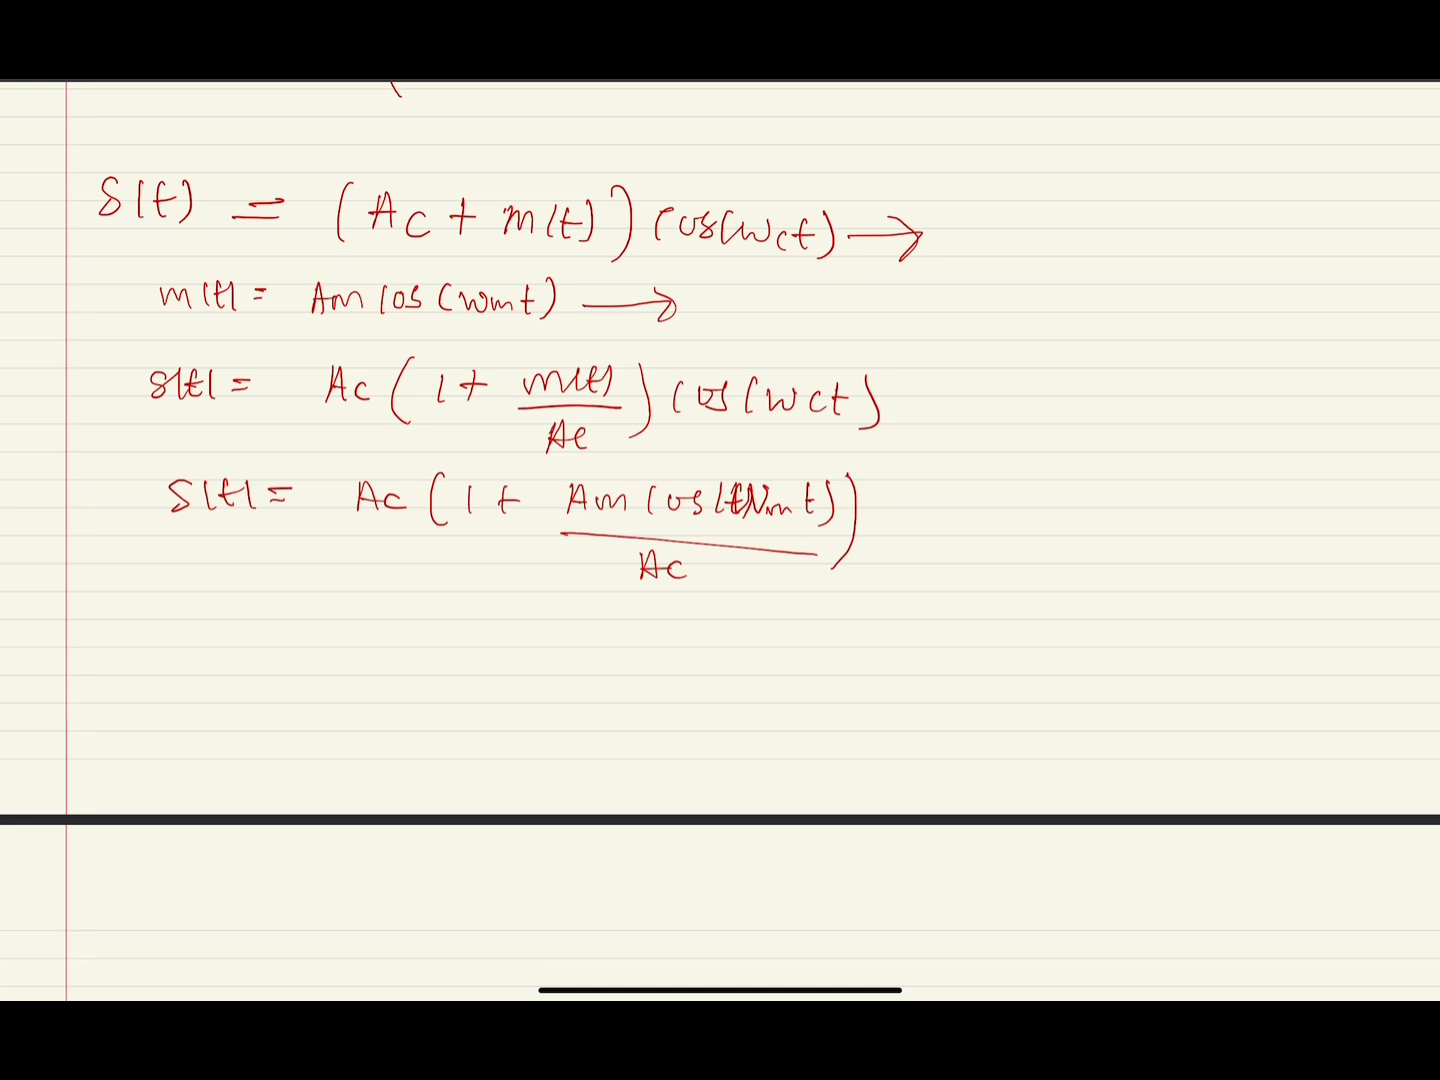 S(t) = (Ac + m(t)) cos(wct) →
m(t) = Am cos(wmt) →
s(t) = Ac (1 + m(t)/Ac) cos(wct)
s(t) = Ac (1 + Am cos(wmt)/Ac)